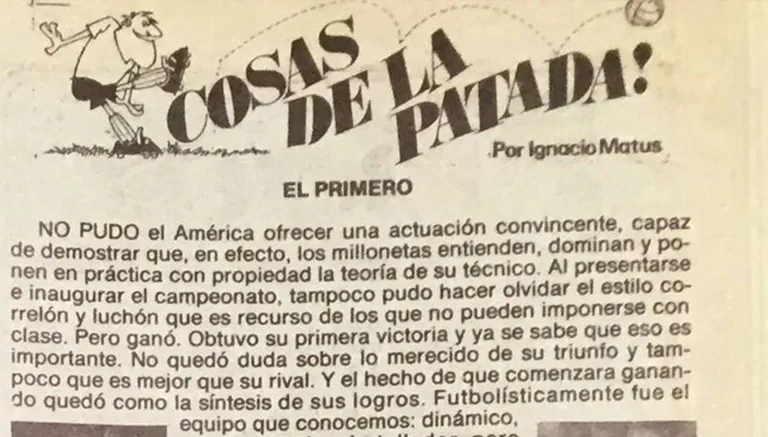 COSAS
DE LA
PATADA!
Por Ignacio Matus
EL PRIMERO
NO PUDO el América ofrecer una actuación convincente, capaz
de demostrar que, en efecto, los millonetas entienden, dominan y po-
nen en práctica con propiedad la teoría de su técnico. Al presentarse
e inaugurar el campeonato, tampoco pudo hacer olvidar el estilo co-
rrelón y luchón que es recurso de los que no pueden imponerse con
clase. Pero ganó. Obtuvo su primera victoria y ya se sabe que eso es
importante. No quedó duda sobre lo merecido de su triunfo y tam-
poco que es mejor que su rival. Y el hecho de que comenzara ganan-
do quedó como la síntesis de sus logros. Futbolísticamente fue el
equipo que conocemos: dinámico,